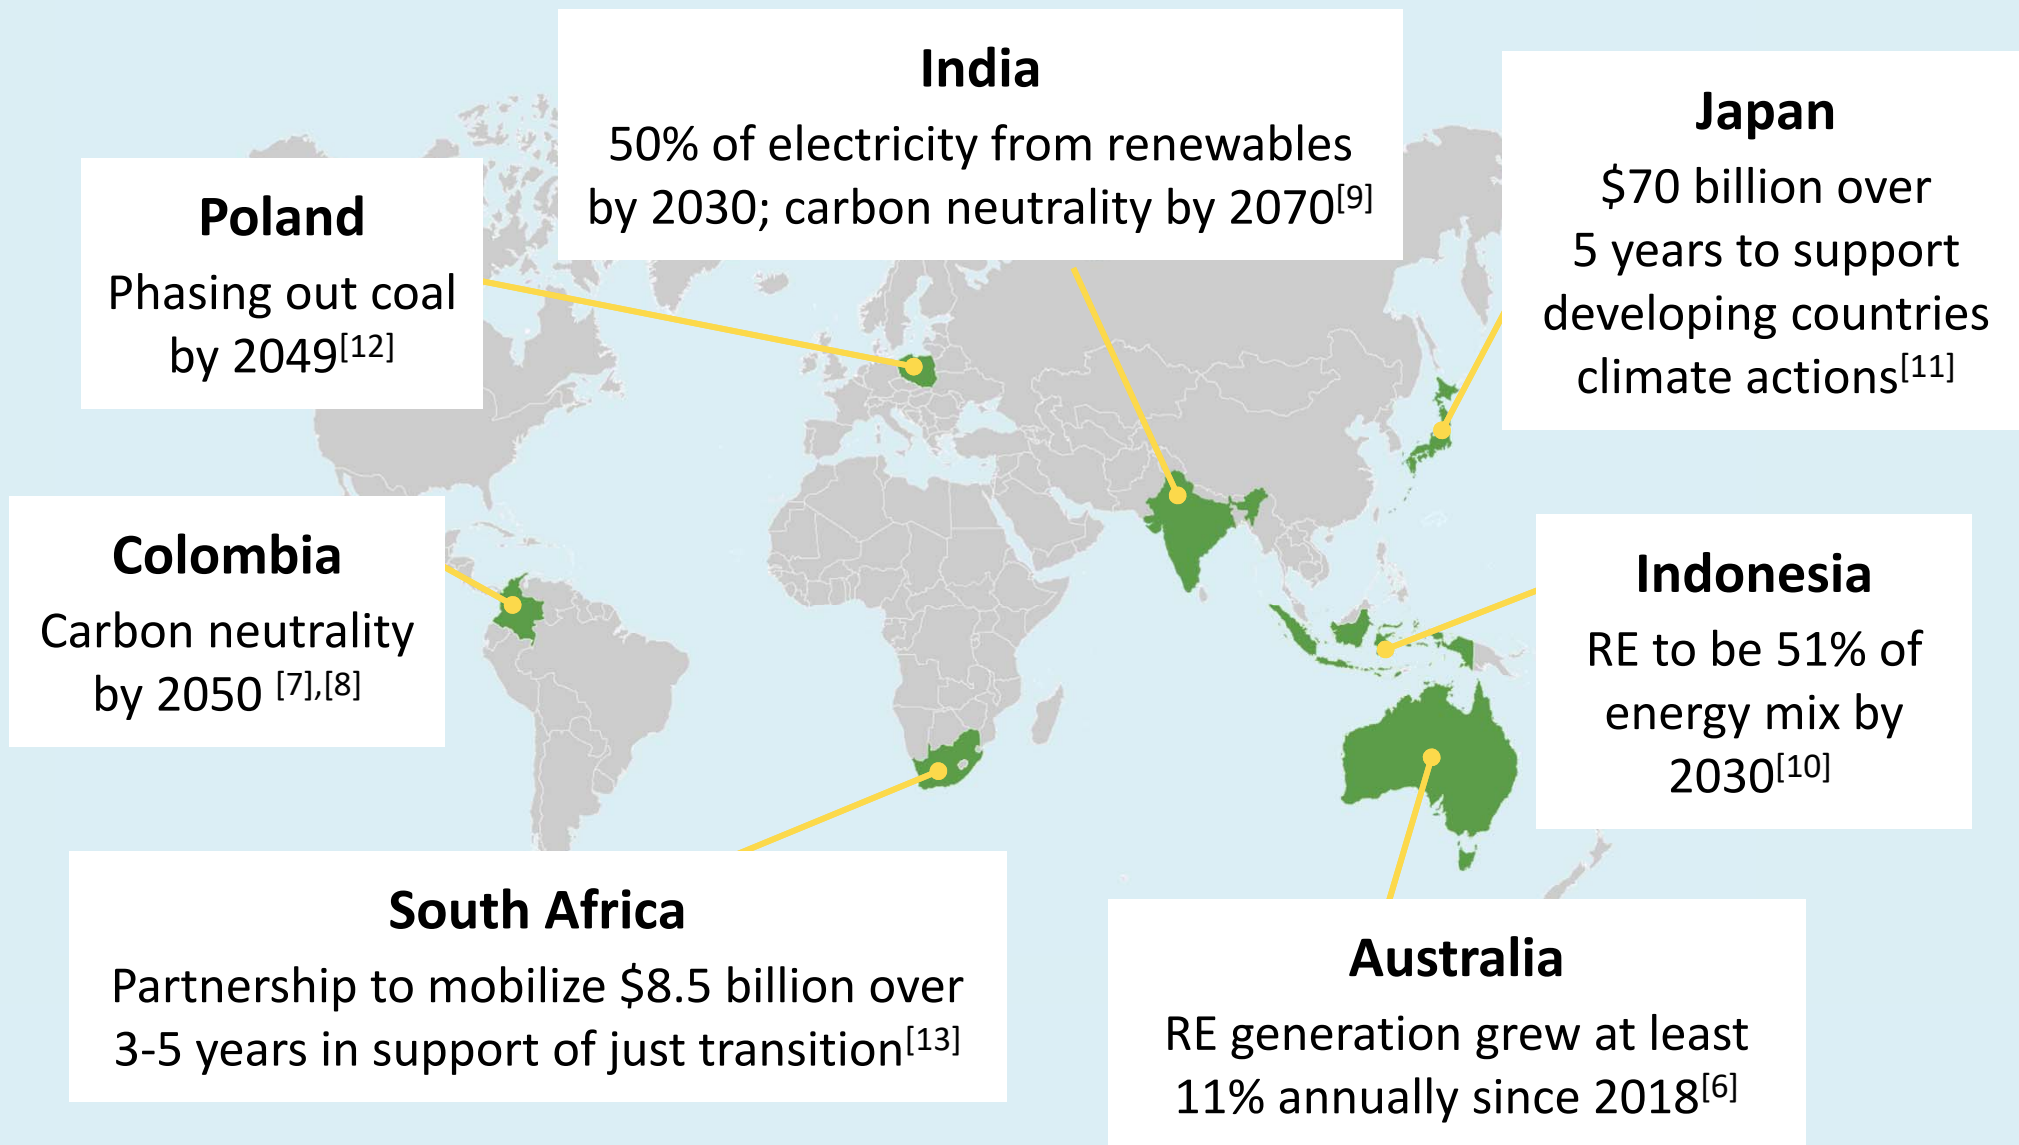 India
50% of electricity from renewables
by 2030; carbon neutrality by 2070[9]
Japan
$70 billion over
5 years to support
developing countries
climate actions[11]
Poland
Phasing out coal
by 2049[12]
Colombia
Carbon neutrality
by 2050 [7],[8]
Indonesia
RE to be 51% of
energy mix by
2030[10]
South Africa
Partnership to mobilize $8.5 billion over
3-5 years in support of just transition[13]
Australia
RE generation grew at least
11% annually since 2018[6]